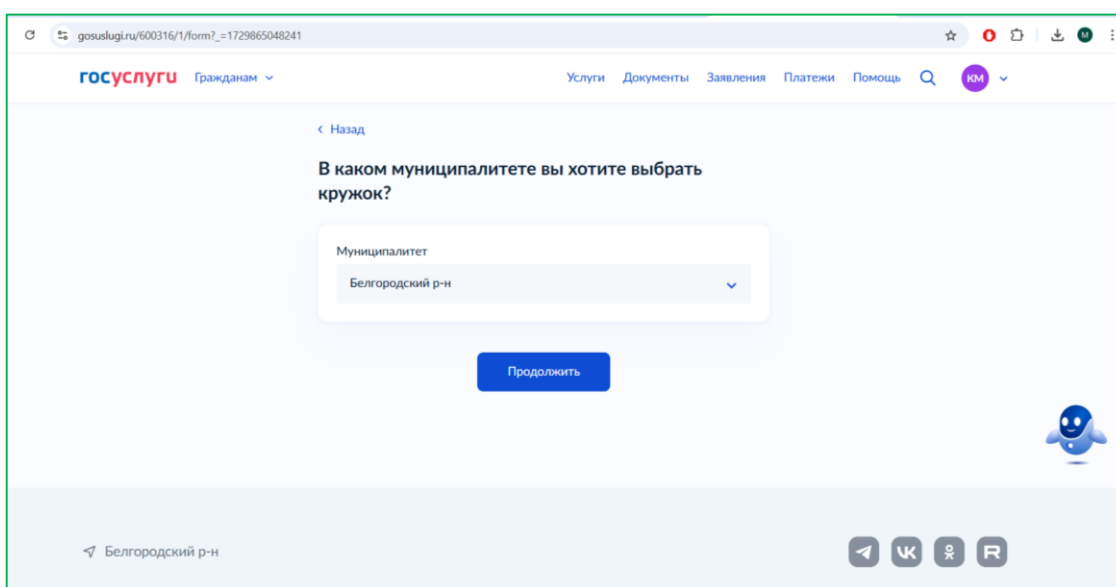 gosuslugi.ru/600316/1/form?_=1729865048241
M
госуслуги Гражданам Услуги Документы Заявления Платежи Помощь КМ
Назад
В каком муниципалитете вы хотите выбрать
кружок?
Муниципалитет
Белгородский р-н
Продолжить
Белгородский р-н